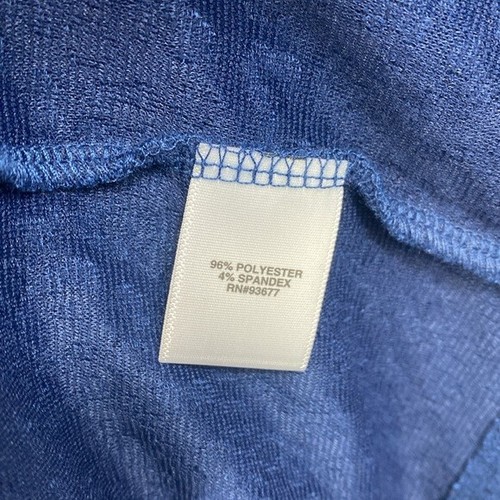 96% POLYESTER
4% SPANDEX
RN#93677